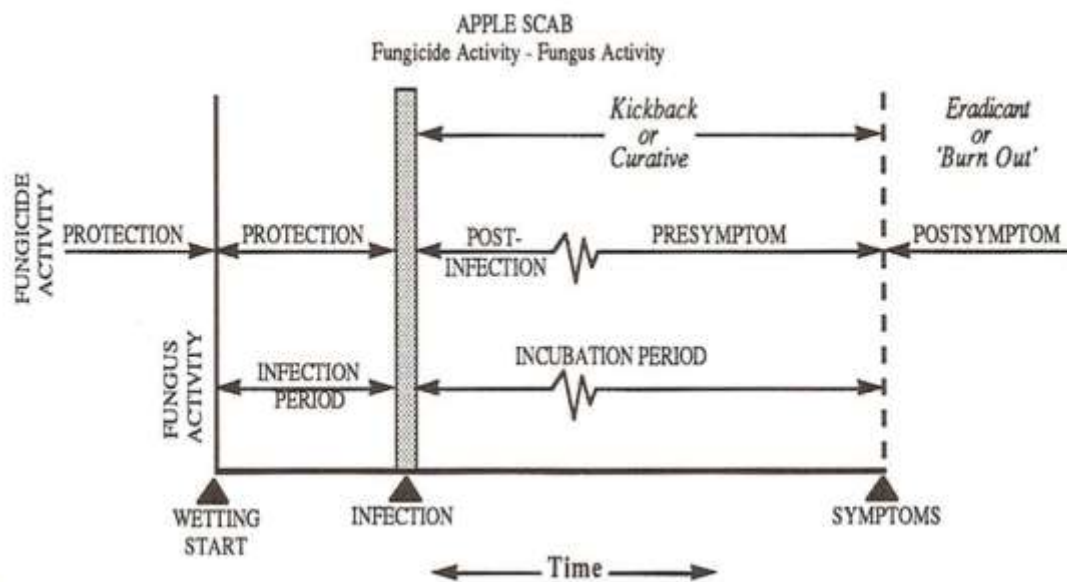 APPLE SCAB
Fungicide Activity - Fungus Activity
Kickback
or
Curative
Eradicant
or
'Burn Out'
FUNGICIDE
ACTIVITY
PROTECTION
PROTECTION
POST-
INFECTION
PRESYMPTOM
POSTSYMPTOM
FUNGUS
ACTIVITY
INFECTION
PERIOD
INCUBATION PERIOD
WETTING
START
INFECTION
SYMPTOMS
Time